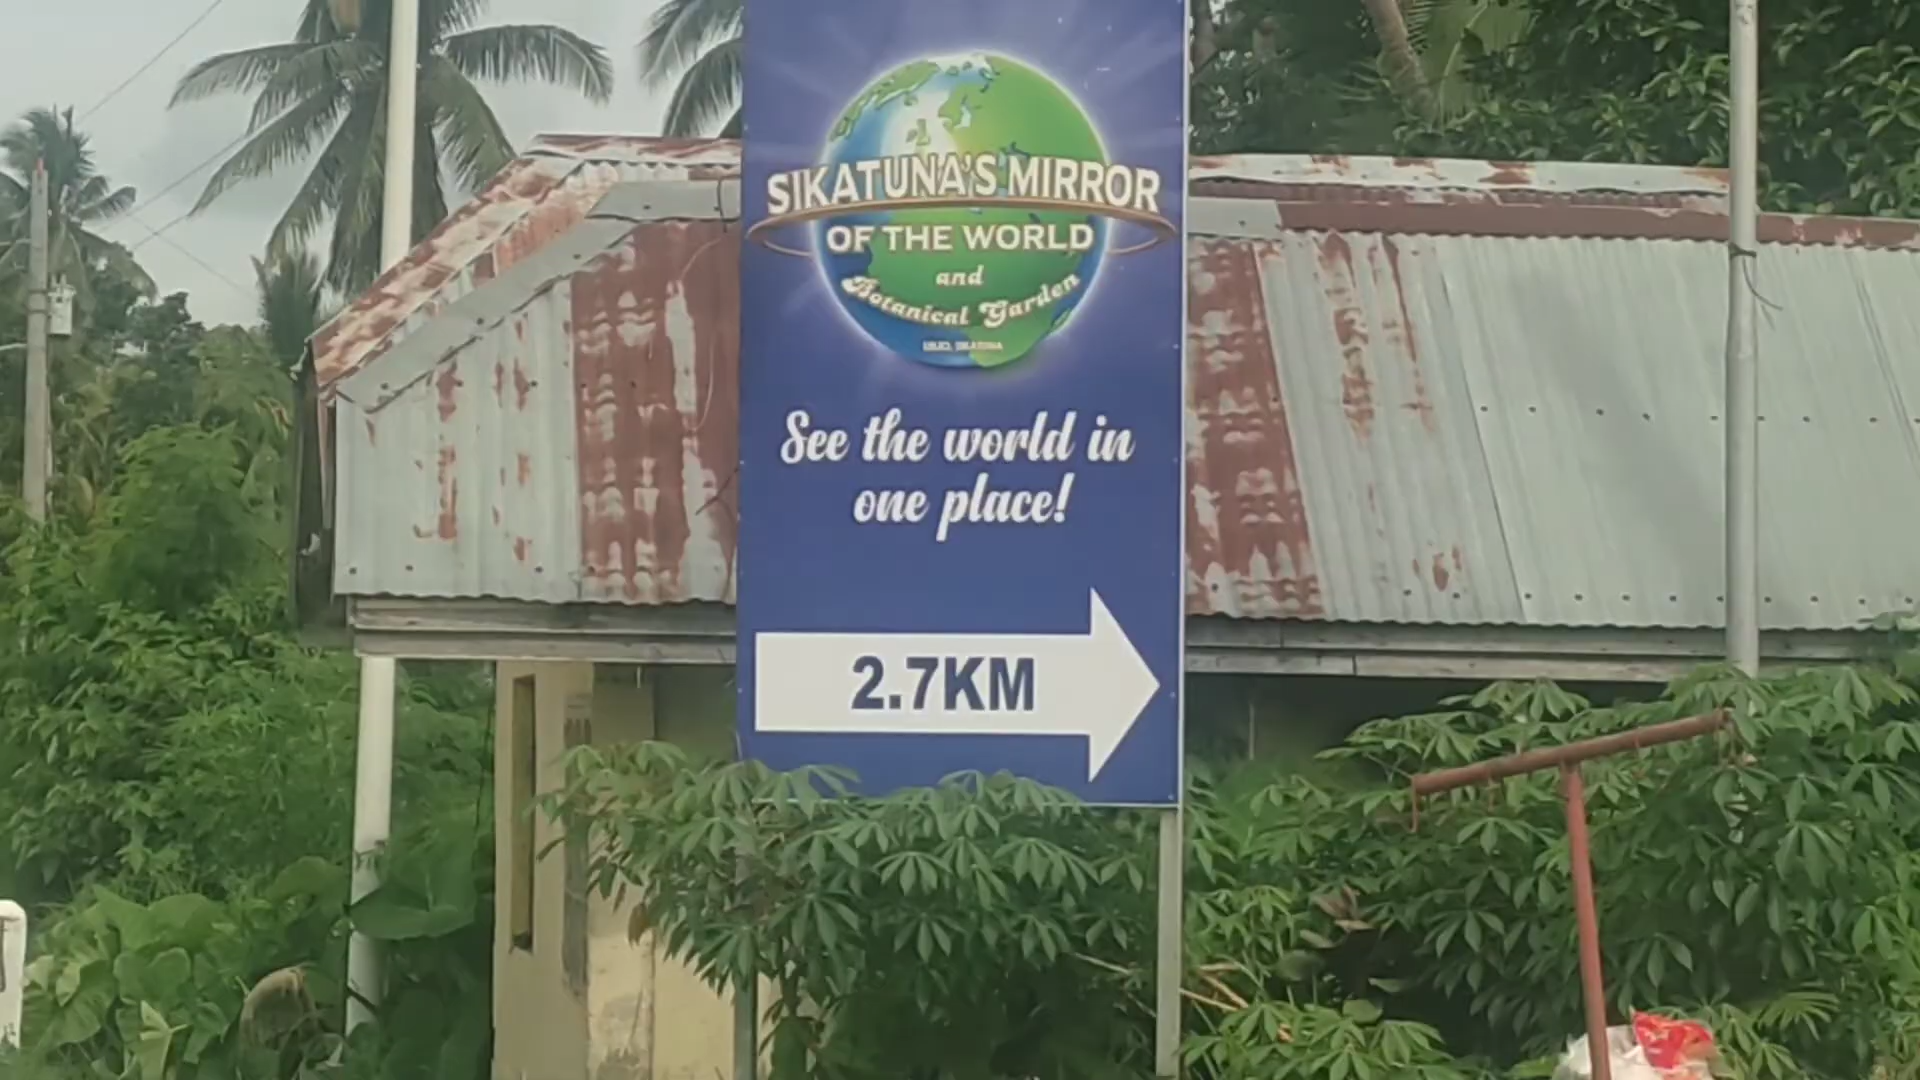 SIKATUNA'S MIRROR
OF THE WORLD
and
Botanical Garden
See the world in
one place!
2.7KM